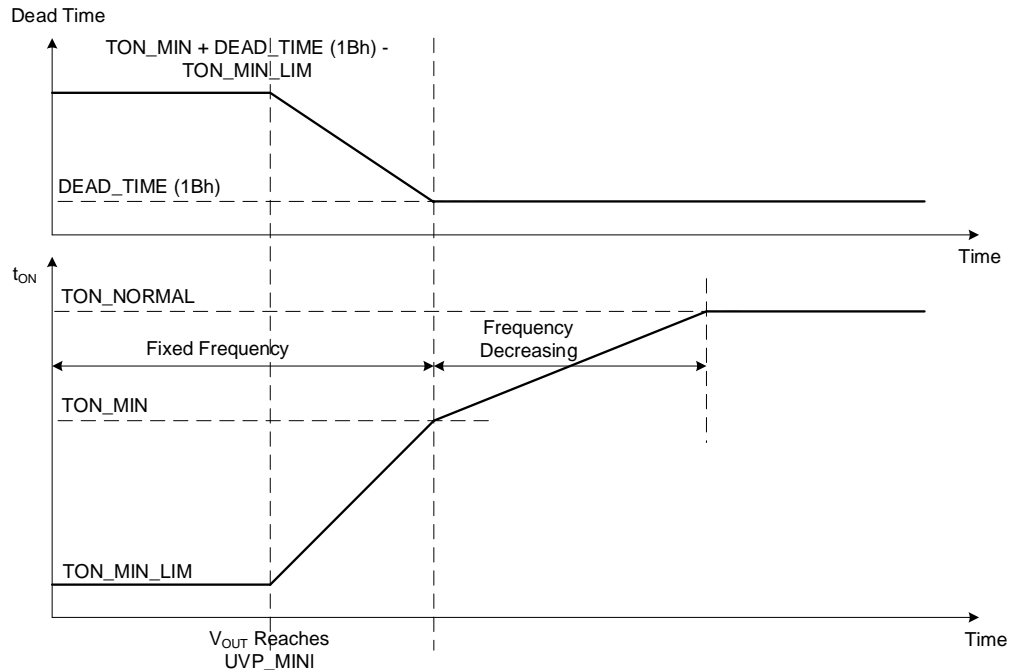 Dead Time
TON_MIN + DEAD_TIME (1Bh) -
TON_MIN_LIM
DEAD_TIME (1Bh)
Time
tON
TON_NORMAL
Frequency
Decreasing
Fixed Frequency
TON_MIN
TON_MIN_LIM
Time
VOUT Reaches
UVP_MINI